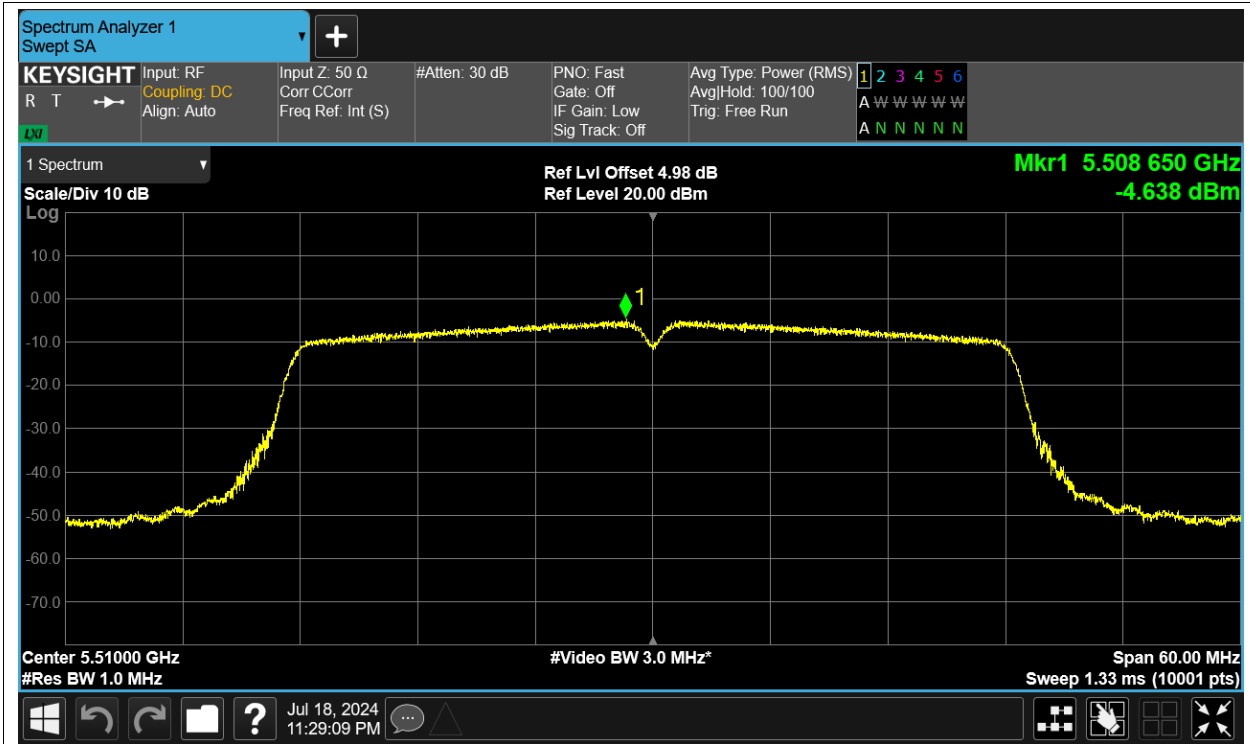 Spectrum Analyzer 1
Swept SA
KEYSIGHT
R T
LXI
Input: RF
Coupling: DC
Align: Auto
Input Z: 50 Ω
Corr CCorr
Freq Ref: Int (S)
#Atten: 30 dB
PNO: Fast
Gate: Off
IF Gain: Low
Sig Track: Off
Avg Type: Power (RMS)
Avg|Hold: 100/100
Trig: Free Run
1 2 3 4 5 6
A W W W W W
A N N N N N
1 Spectrum
Scale/Div 10 dB
Log
Ref Lvl Offset 4.98 dB
Ref Level 20.00 dBm
Mkr1 5.508 650 GHz
-4.638 dBm
10.0
0.00
1
-10.0
-20.0
-30.0
-40.0
-50.0
-60.0
-70.0
Center 5.51000 GHz
#Res BW 1.0 MHz
#Video BW 3.0 MHz*
Span 60.00 MHz
Sweep 1.33 ms (10001 pts)
?
Jul 18, 2024
11:29:09 PM